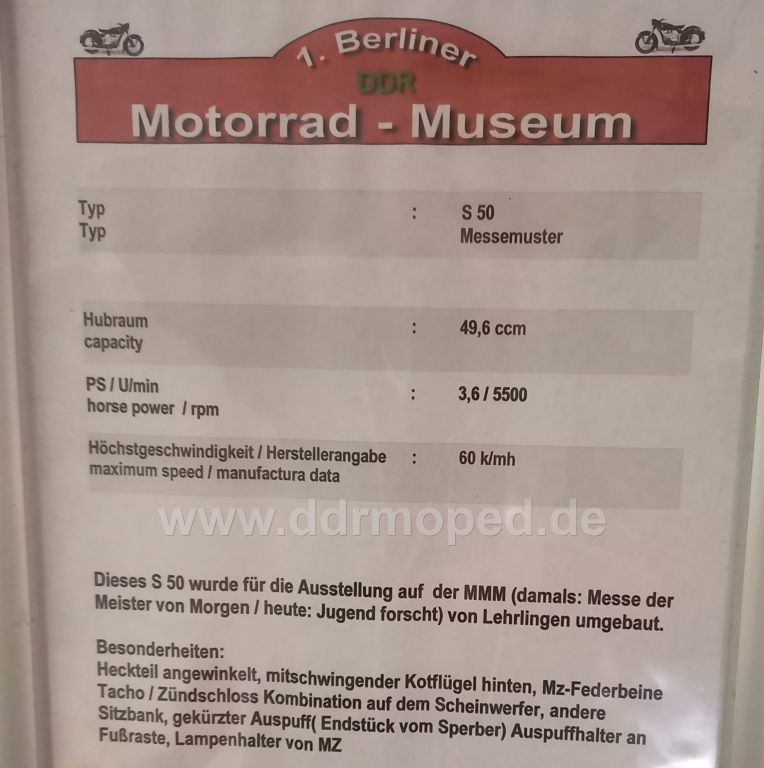 1. Berliner
DDR
Motorrad - Museum
Typ : S 50
Typ Messemuster
Hubraum : 49,6 ccm
capacity
PS / U/min : 3,6 / 5500
horse power / rpm
Höchstgeschwindigkeit / Herstellerangabe : 60 k/mh
maximum speed / manufactura data
www.ddrmoped.de
Dieses S 50 wurde für die Ausstellung auf der MMM (damals: Messe der
Meister von Morgen / heute: Jugend forscht) von Lehrlingen umgebaut.
Besonderheiten:
Heckteil angewinkelt, mitschwingender Kotflügel hinten, Mz-Federbeine
Tacho / Zündschloss Kombination auf dem Scheinwerfer, andere
Sitzbank, gekürzter Auspuff( Endstück vom Sperber) Auspuffhalter an
Fußraste, Lampenhalter von MZ